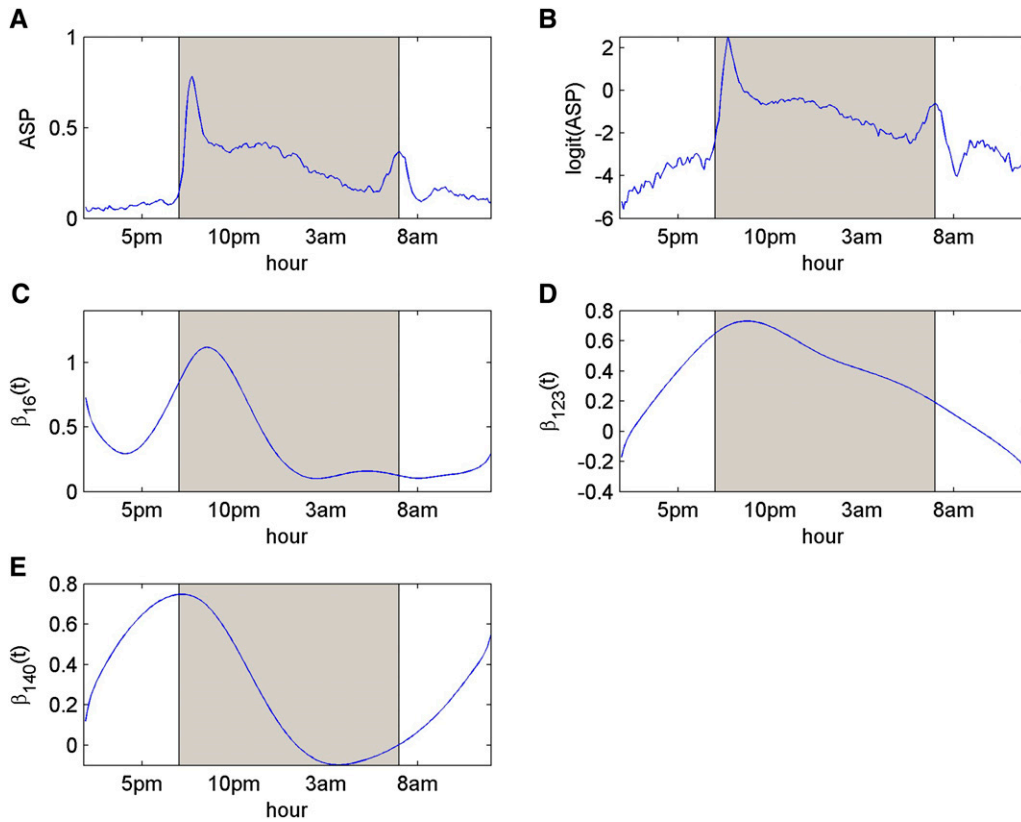 A
1
0.5
0
ASP
5pm 10pm 3am 8am
hour
B
2
0
-2
-4
-6
logit(ASP)
5pm 10pm 3am 8am
hour
C
1
0.5
0
β16(t)
5pm 10pm 3am 8am
hour
D
0.8
0.6
0.4
0.2
0
-0.2
-0.4
β123(t)
5pm 10pm 3am 8am
hour
E
0.8
0.6
0.4
0.2
0
β140(t)
5pm 10pm 3am 8am
hour